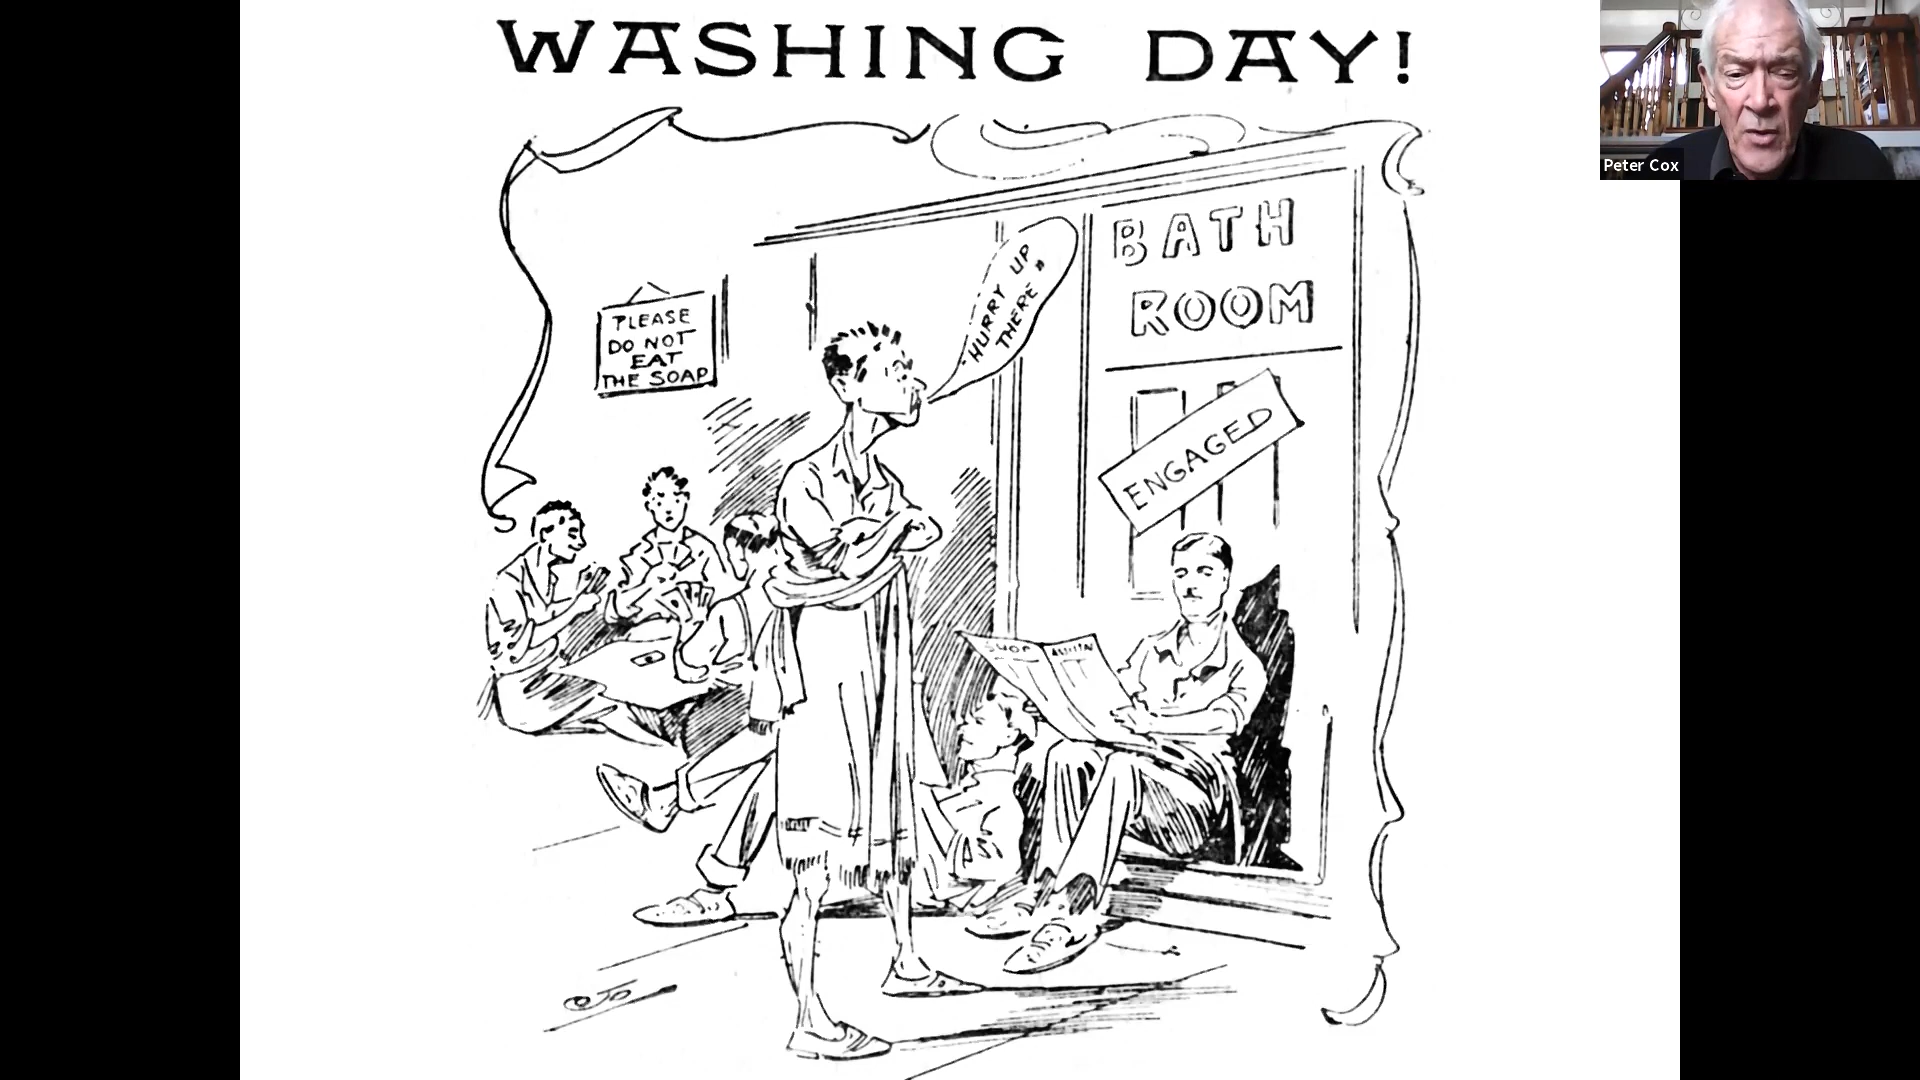 WASHING DAY!
Peter Cox
BATH
ROOM
"HURRY UP
THERE"
PLEASE
DO NOT
EAT
THE SOAP
ENGAGED